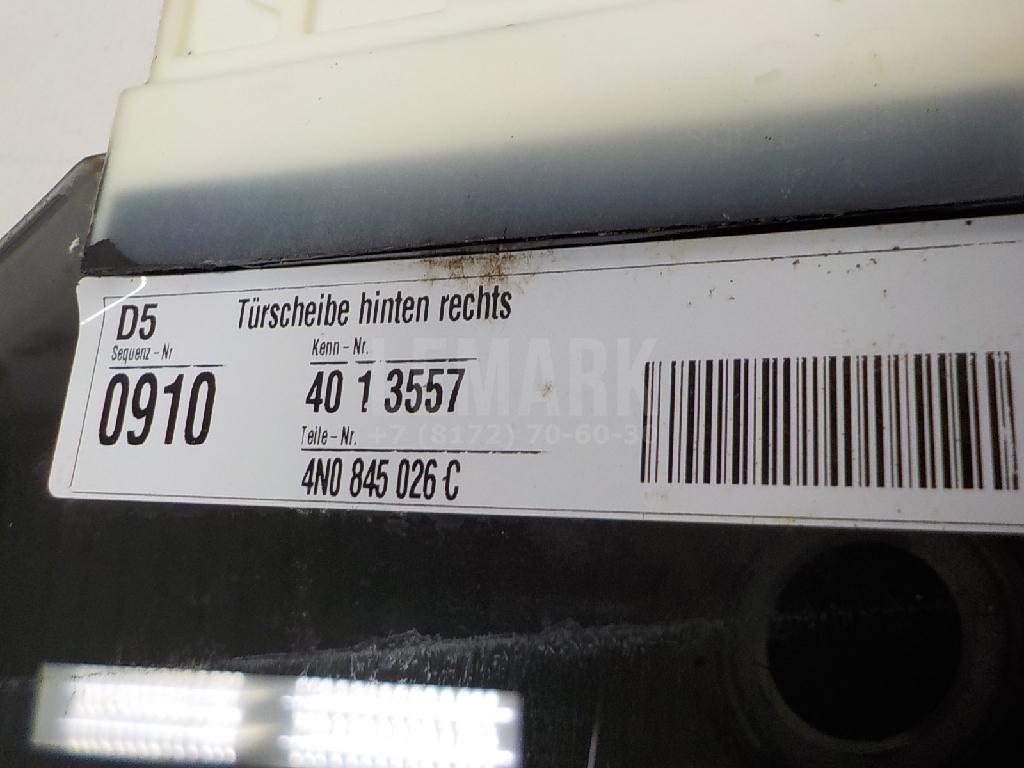 D5
Türscheibe hinten rechts
Sequenz - Nr
Kenn - Nr.
0910
40 1 3557
Teile - Nr.
4N0 845 026 C
LEMARK
+7 (8172) 70-60-3